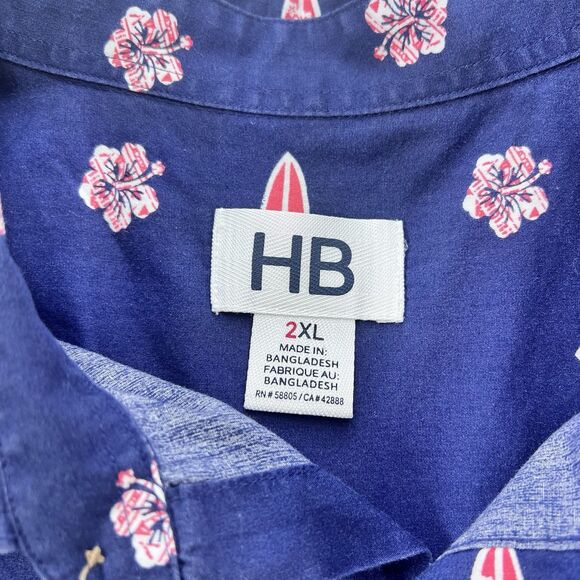 HB
2XL
MADE IN:
BANGLADESH
FABRIQUE AU:
BANGLADESH
RN# 58805 / CA# 42888